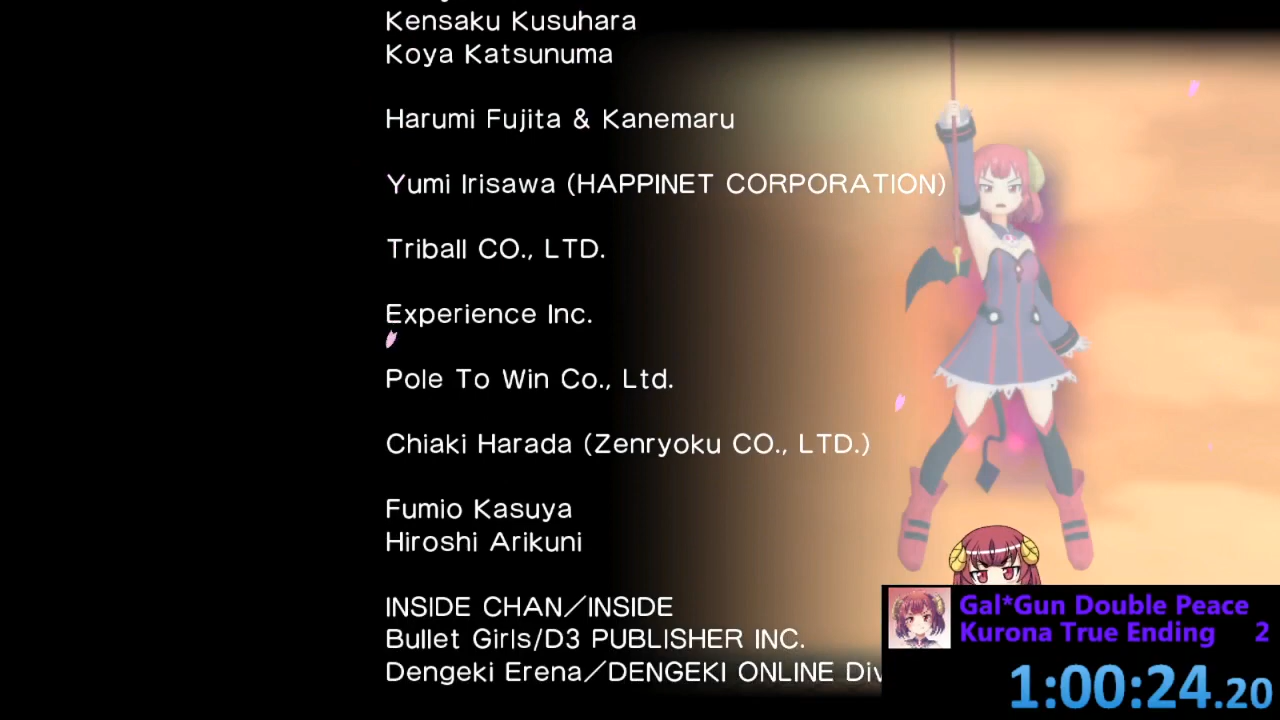 Kensaku Kusuhara
Koya Katsunuma
Harumi Fujita & Kanemaru
Yumi Irisawa (HAPPINET CORPORATION)
Triball CO., LTD.
Experience Inc.
Pole To Win Co., Ltd.
Chiaki Harada (Zenryoku CO., LTD.)
Fumio Kasuya
Hiroshi Arikuni
INSIDE CHAN／INSIDE
Bullet Girls/D3 PUBLISHER INC.
Dengeki Erena／DENGEKI ONLINE Div
Gal*Gun Double Peace
Kurona True Ending 2
1:00:24.20